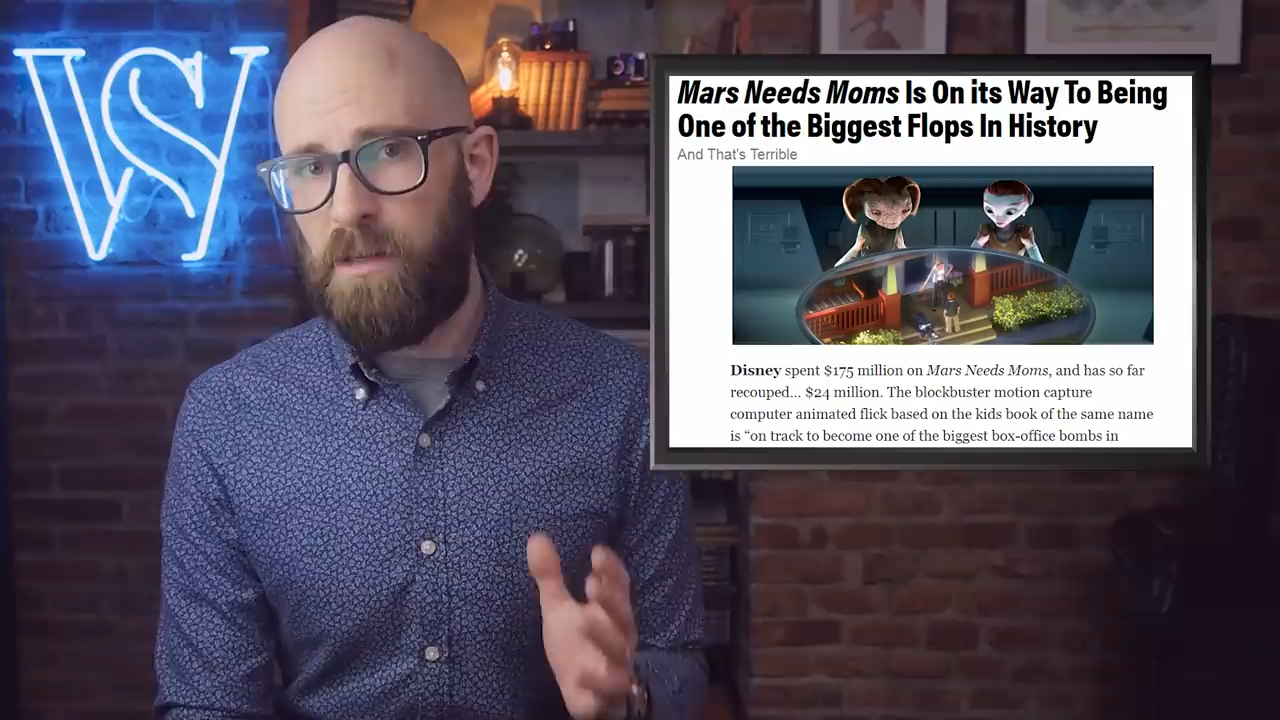 WS
Mars Needs Moms Is On its Way To Being
One of the Biggest Flops In History
And That's Terrible
Disney spent $175 million on Mars Needs Moms, and has so far
recouped... $24 million. The blockbuster motion capture
computer animated flick based on the kids book of the same name
is “on track to become one of the biggest box-office bombs in